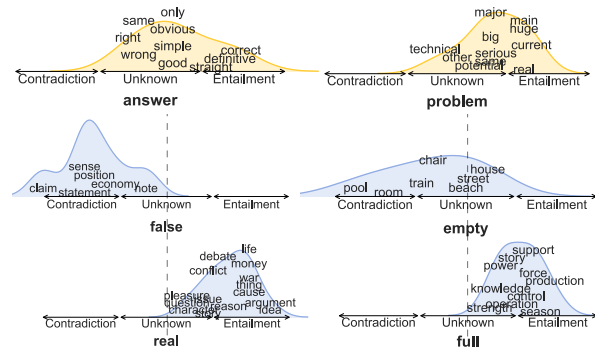 only
same
obvious
right
simple
wrong
correct
definitive
good
straight
Contradiction Unknown Entailment
answer
major
main
huge
big
current
technical
serious
other
same
potential
real
Contradiction Unknown Entailment
problem
sense
position
economy
claim
statement
note
Contradiction Unknown Entailment
false
chair
house
street
train
beach
pool
room
Contradiction Unknown Entailment
empty
life
debate
money
conflict
war
thing
cause
pleasure
issue
question
reason
argument
character
story
idea
Contradiction Unknown Entailment
real
support
story
power
force
production
knowledge
control
operation
strength
season
Contradiction Unknown Entailment
full